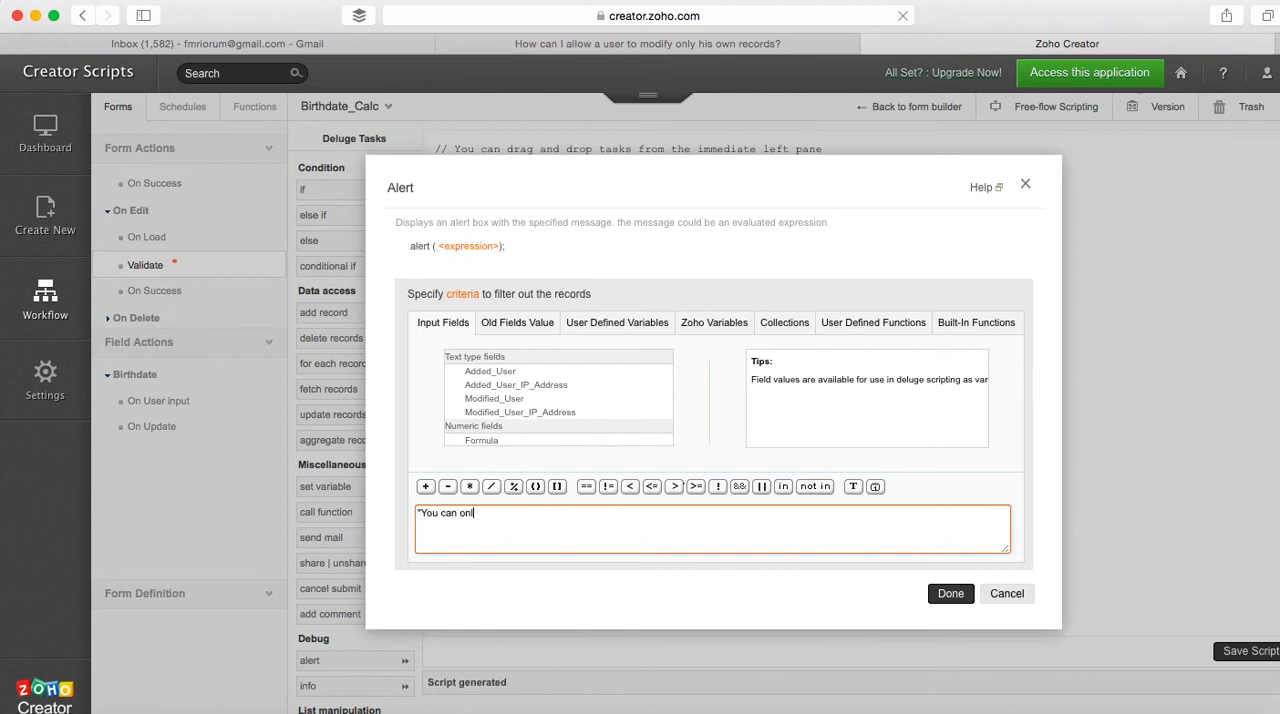 creator.zoho.com
Inbox (1,582) - fmriorum@gmail.com - Gmail
How can I allow a user to modify only his own records?
Zoho Creator
Creator Scripts
Search
All Set? : Upgrade Now!
Access this application
?
Forms
Schedules
Functions
Birthdate_Calc
← Back to form builder
Free-flow Scripting
Version
Trash
Dashboard
Create New
Workflow
Settings
ZOHO
Creator
Form Actions
On Success
On Edit
On Load
Validate *
On Success
On Delete
Field Actions
Birthdate
On User input
On Update
Form Definition
Deluge Tasks
Condition
if
else if
else
conditional if
Data access
add record
delete records
for each recor
fetch records
update records
aggregate reco
Miscellaneous
set variable
call function
send mail
share | unshare
cancel submit
add comment
Debug
alert
info
List manipulation
// You can drag and drop tasks from the immediate left pane
Alert
Help
Displays an alert box with the specified message. the message could be an evaluated expression
alert ( <expression>);
Specify criteria to filter out the records
Input Fields
Old Fields Value
User Defined Variables
Zoho Variables
Collections
User Defined Functions
Built-In Functions
Text type fields
Added_User
Added_User_IP_Address
Modified_User
Modified_User_IP_Address
Numeric fields
Formula
Tips:
Field values are available for use in deluge scripting as var
+ - * / % () [] == != < <= > >= ! && || in not in T
"You can onl
Done
Cancel
Save Script
Script generated